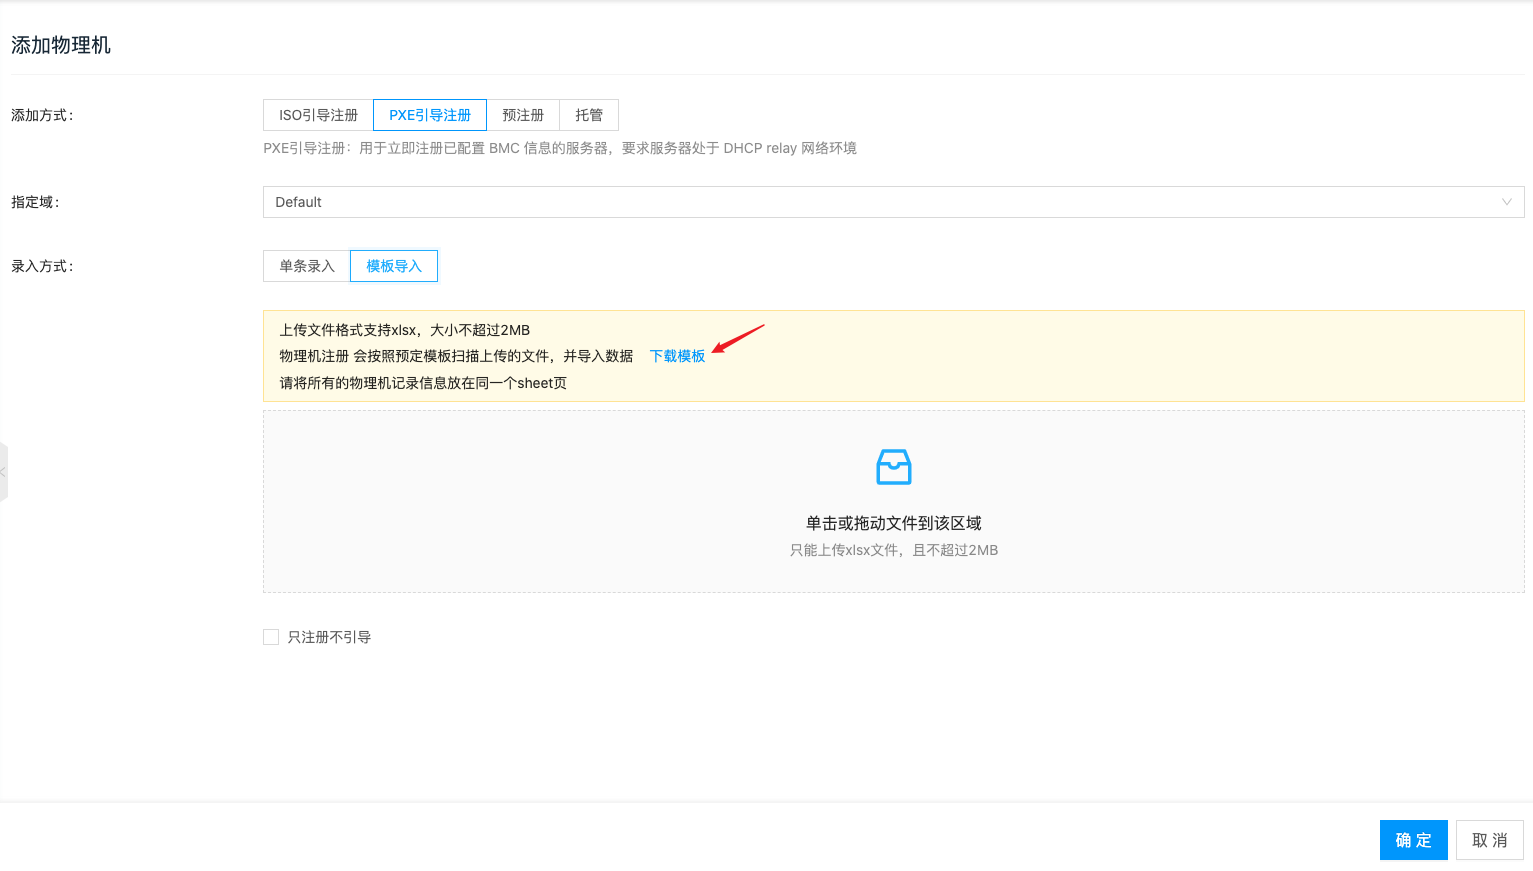 添加物理机
添加方式:
ISO引导注册 PXE引导注册 预注册 托管
PXE引导注册：用于立即注册已配置 BMC 信息的服务器，要求服务器处于 DHCP relay 网络环境
指定域:
Default
录入方式:
单条录入 模板导入
上传文件格式支持xlsx，大小不超过2MB
物理机注册 会按照预定模板扫描上传的文件，并导入数据 下载模板
请将所有的物理机记录信息放在同一个sheet页
单击或拖动文件到该区域
只能上传xlsx文件，且不超过2MB
只注册不引导
确 定 取 消